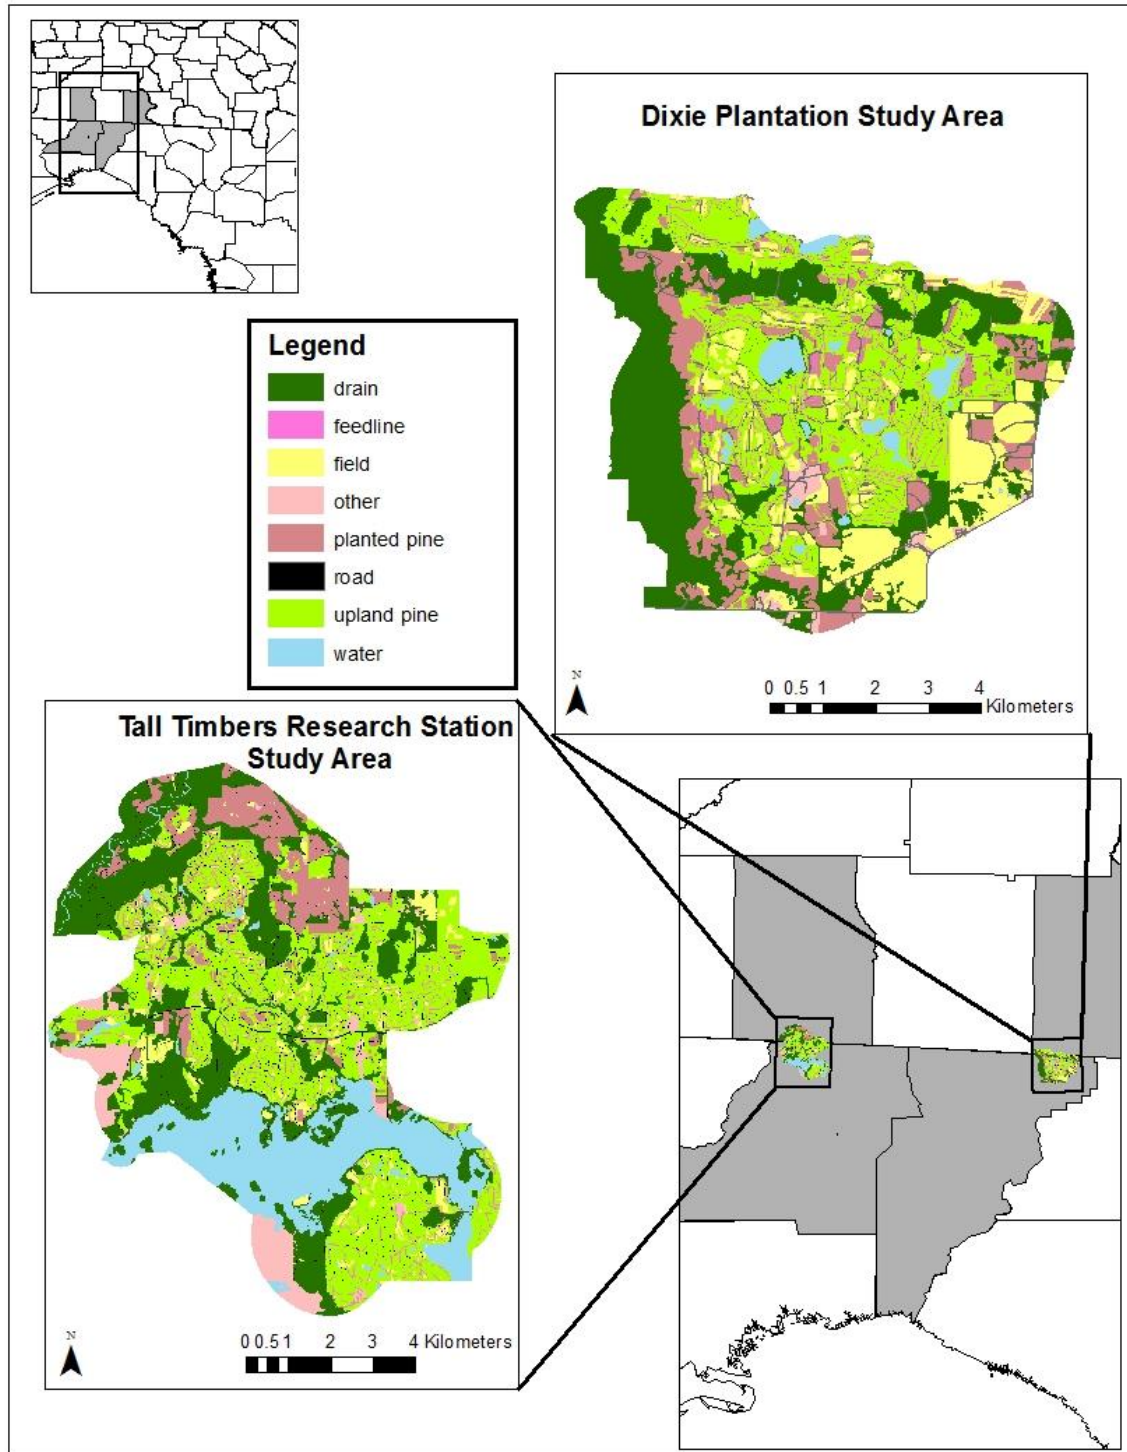 Dixie Plantation Study Area
Legend
drain
feedline
field
other
planted pine
road
upland pine
water
N
0 0.5 1 2 3 4
Kilometers
Tall Timbers Research Station
Study Area
N
0 0.5 1 2 3 4 Kilometers